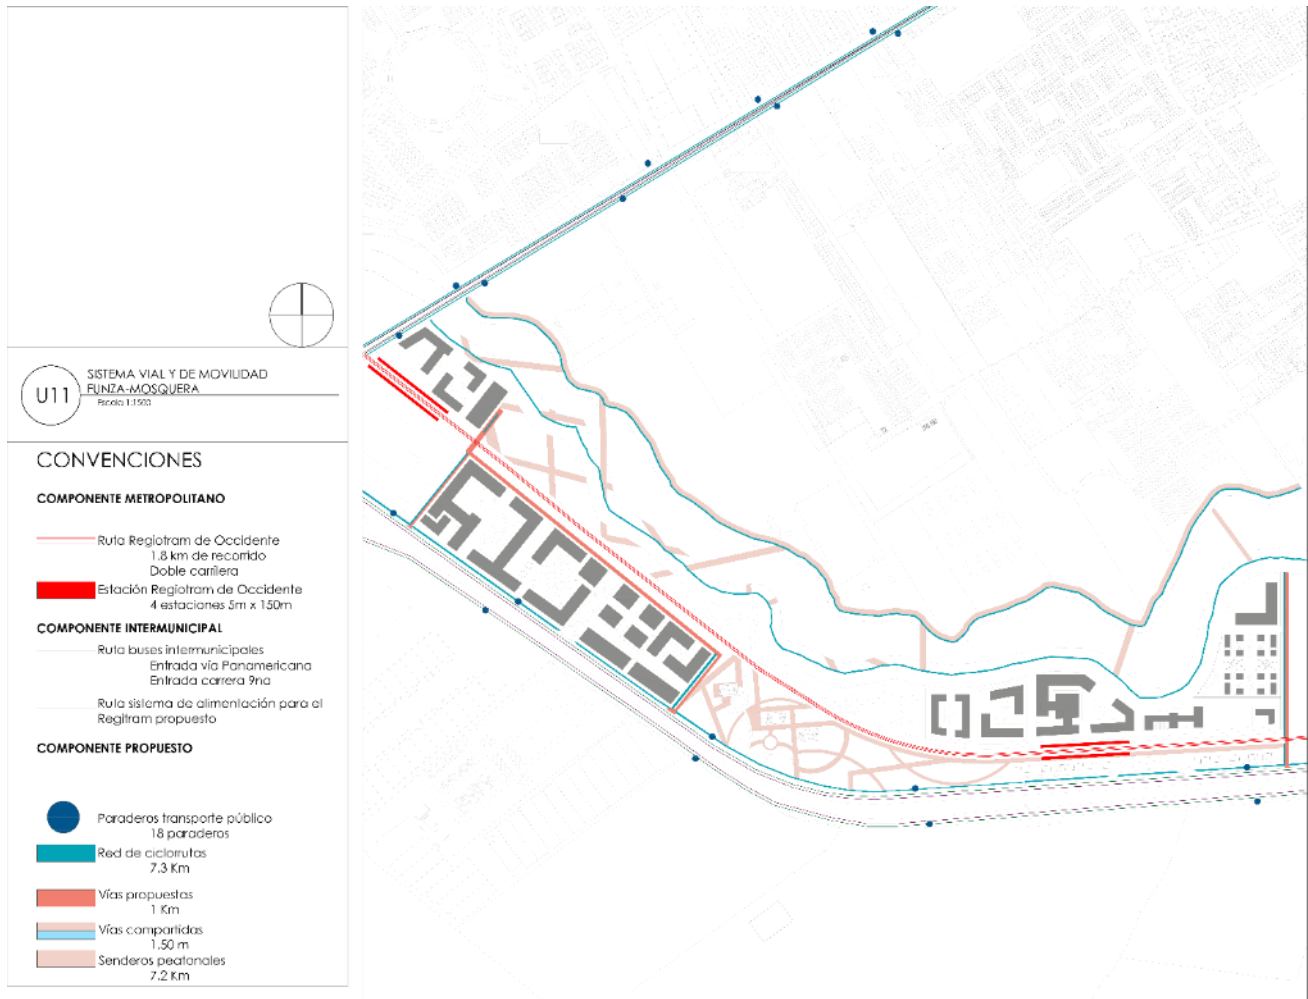 U11
SISTEMA VIAL Y DE MOVILIDAD
FUNZA-MOSQUERA
Escala 1:1500
CONVENCIONES
COMPONENTE METROPOLITANO
Ruta Regiotram de Occidente
1.8 km de recorrido
Doble carrilera
Estación Regiotram de Occidente
4 estaciones 5m x 150m
COMPONENTE INTERMUNICIPAL
Ruta buses intermunicipales
Entrada vía Panamericana
Entrada carrera 9na
Ruta sistema de alimentación para el
Regitram propuesto
COMPONENTE PROPUESTO
Paraderos transporte público
18 paraderos
Red de ciclorrutas
7.3 Km
Vías propuestas
1 Km
Vías compartidas
1.50 m
Senderos peatonales
7.2 Km